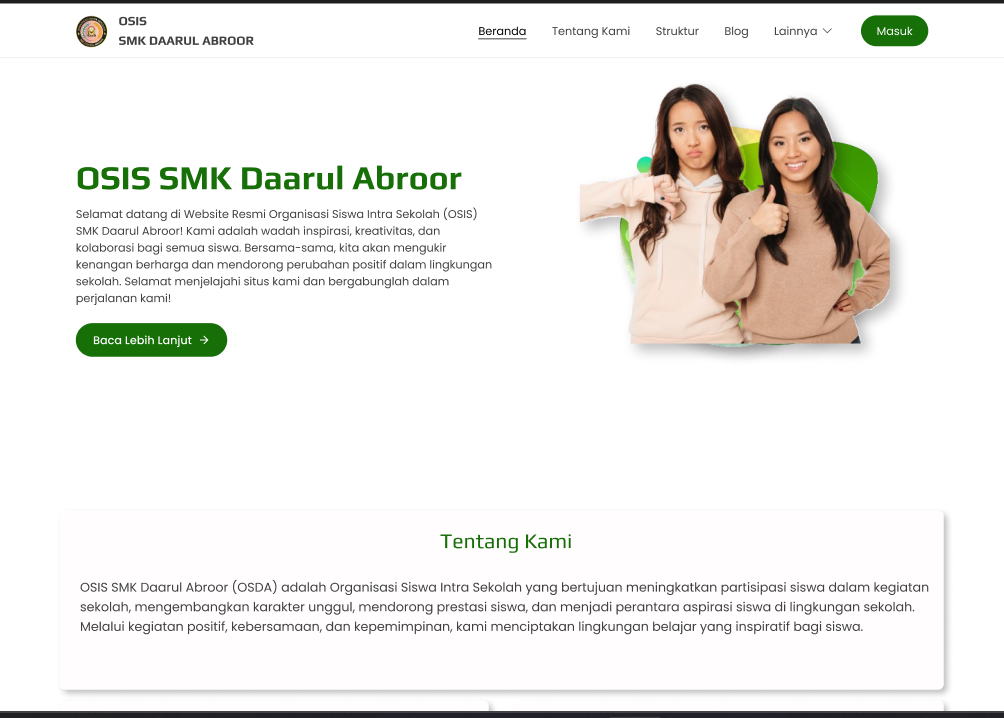 OSIS
SMK DAARUL ABROOR
Beranda
Tentang Kami
Struktur
Blog
Lainnya
Masuk
OSIS SMK Daarul Abroor
Selamat datang di Website Resmi Organisasi Siswa Intra Sekolah (OSIS)
SMK Daarul Abroor! Kami adalah wadah inspirasi, kreativitas, dan
kolaborasi bagi semua siswa. Bersama-sama, kita akan mengukir
kenangan berharga dan mendorong perubahan positif dalam lingkungan
sekolah. Selamat menjelajahi situs kami dan bergabunglah dalam
perjalanan kami!
Baca Lebih Lanjut →
Tentang Kami
OSIS SMK Daarul Abroor (OSDA) adalah Organisasi Siswa Intra Sekolah yang bertujuan meningkatkan partisipasi siswa dalam kegiatan
sekolah, mengembangkan karakter unggul, mendorong prestasi siswa, dan menjadi perantara aspirasi siswa di lingkungan sekolah.
Melalui kegiatan positif, kebersamaan, dan kepemimpinan, kami menciptakan lingkungan belajar yang inspiratif bagi siswa.